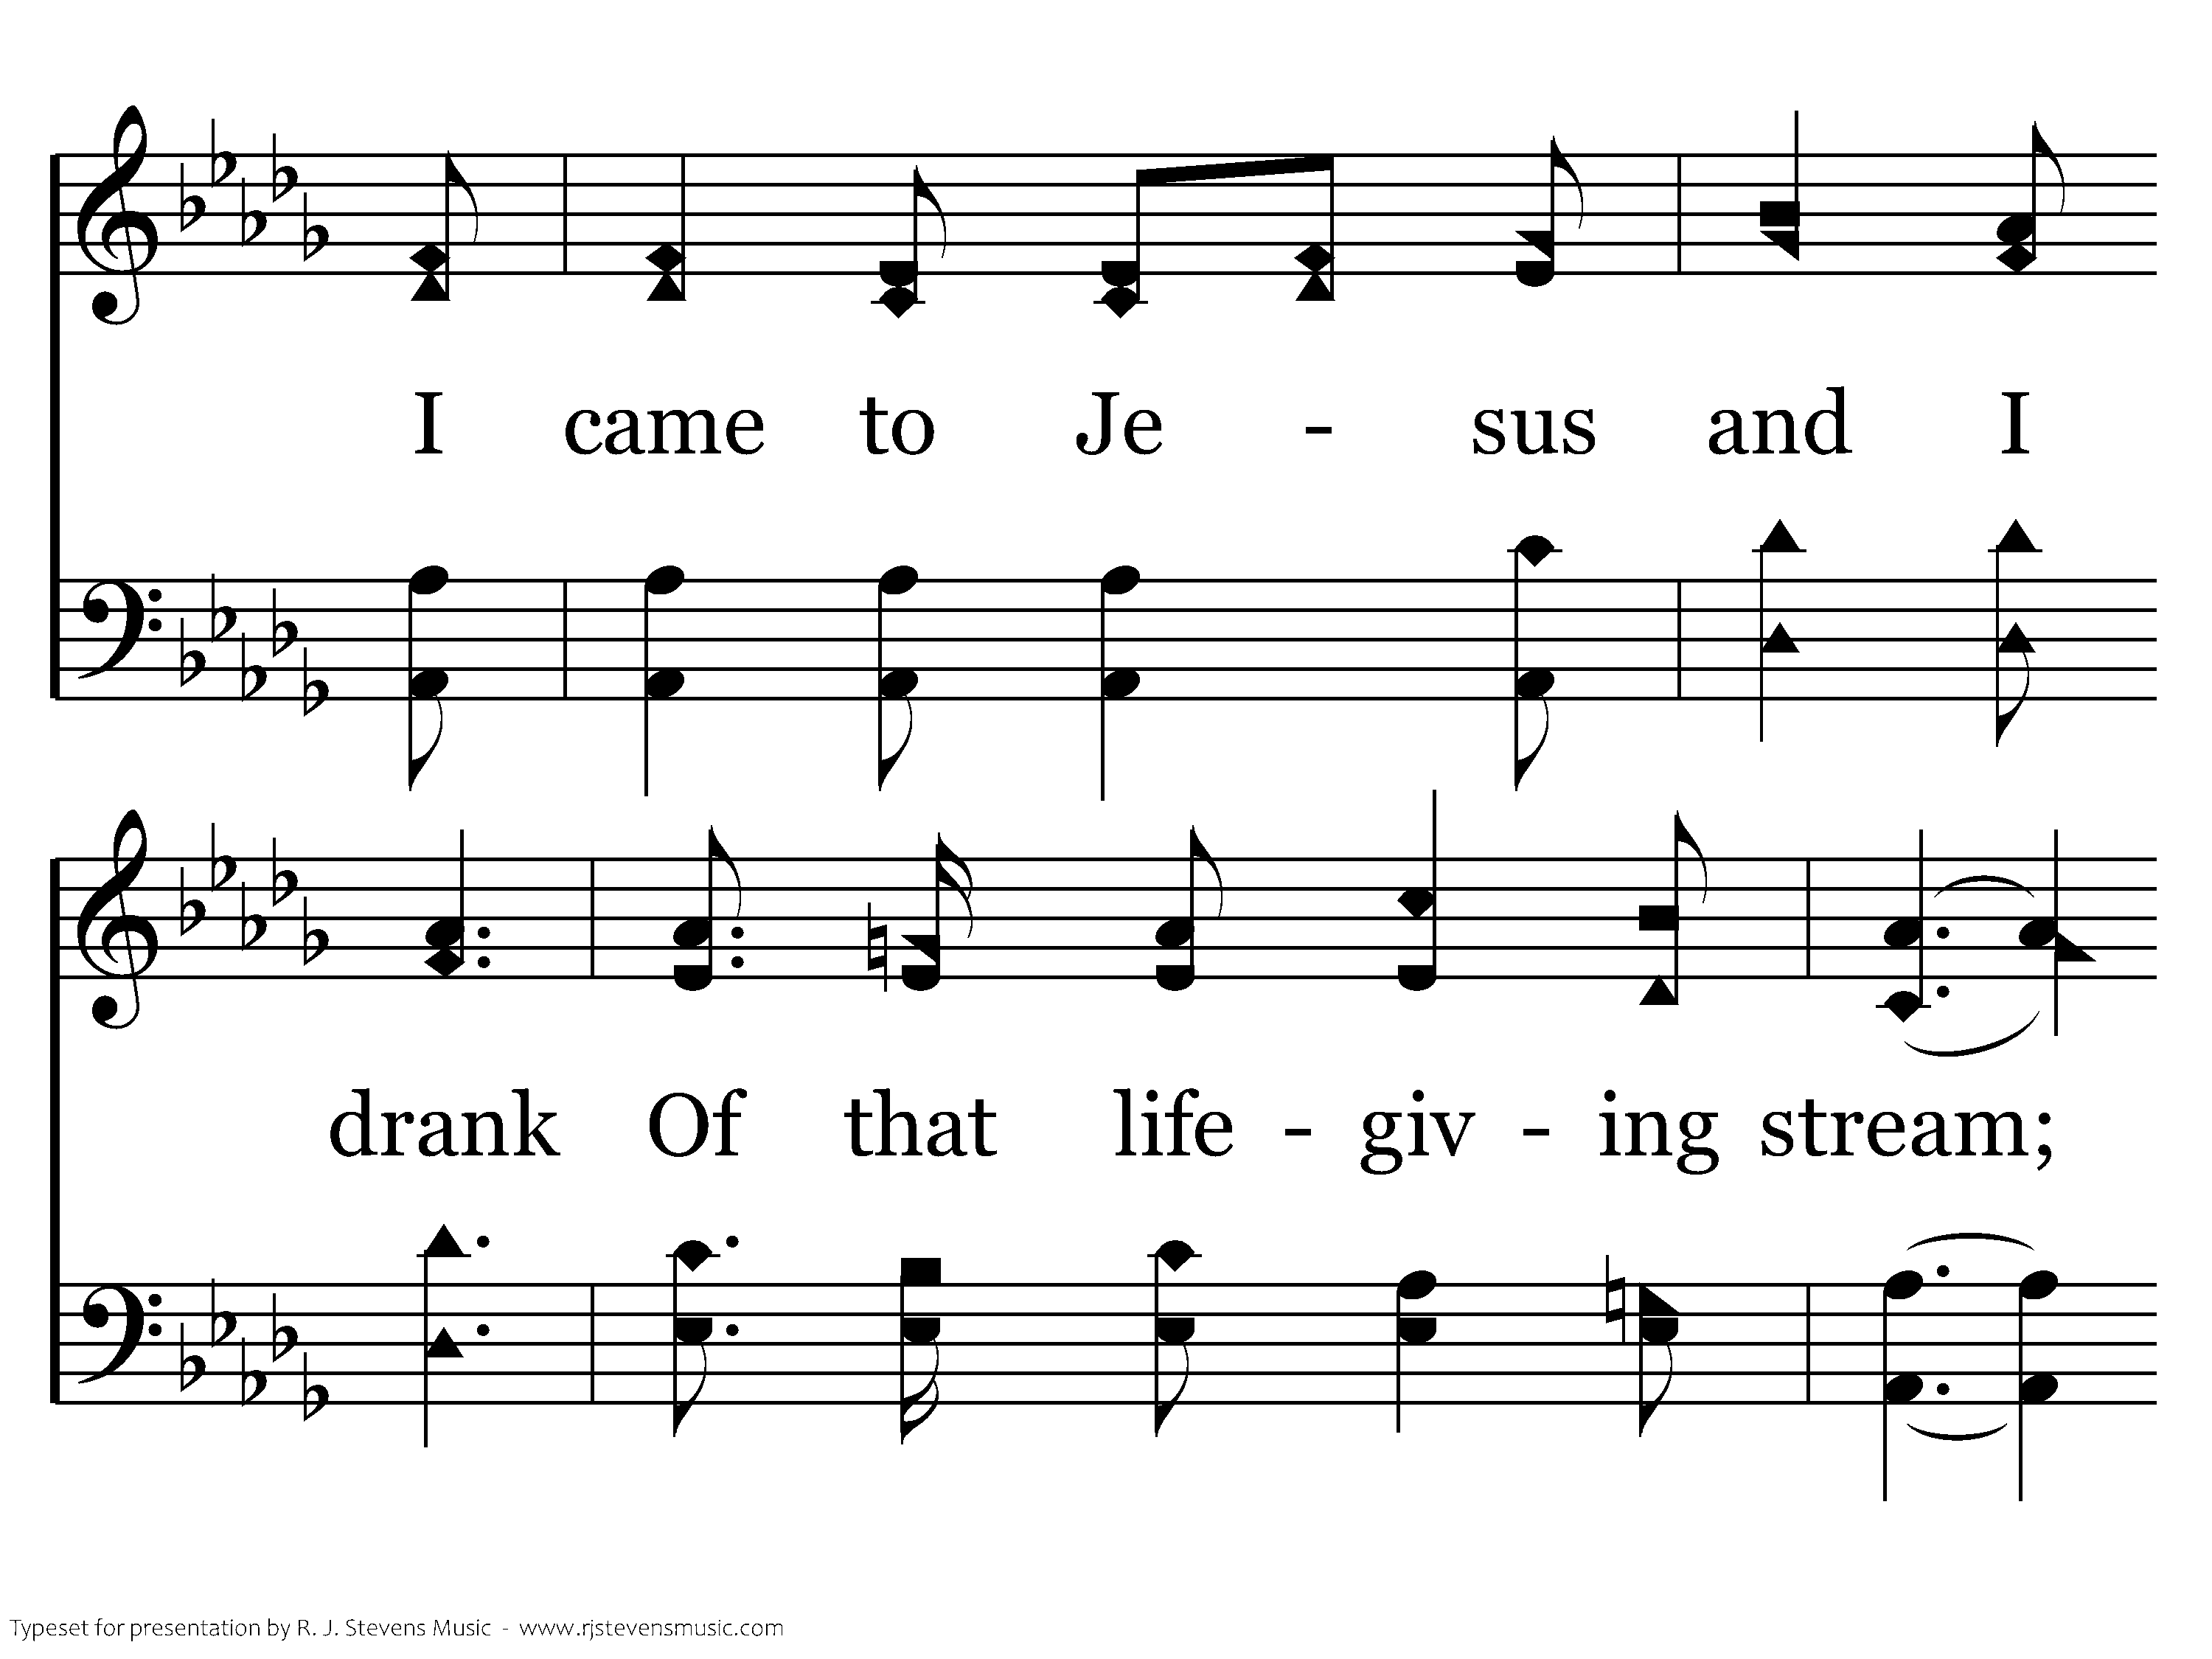 I came to Je - sus and I
drank Of that life - giv - ing stream;
Typeset for presentation by R. J. Stevens Music - www.rjstevensmusic.com